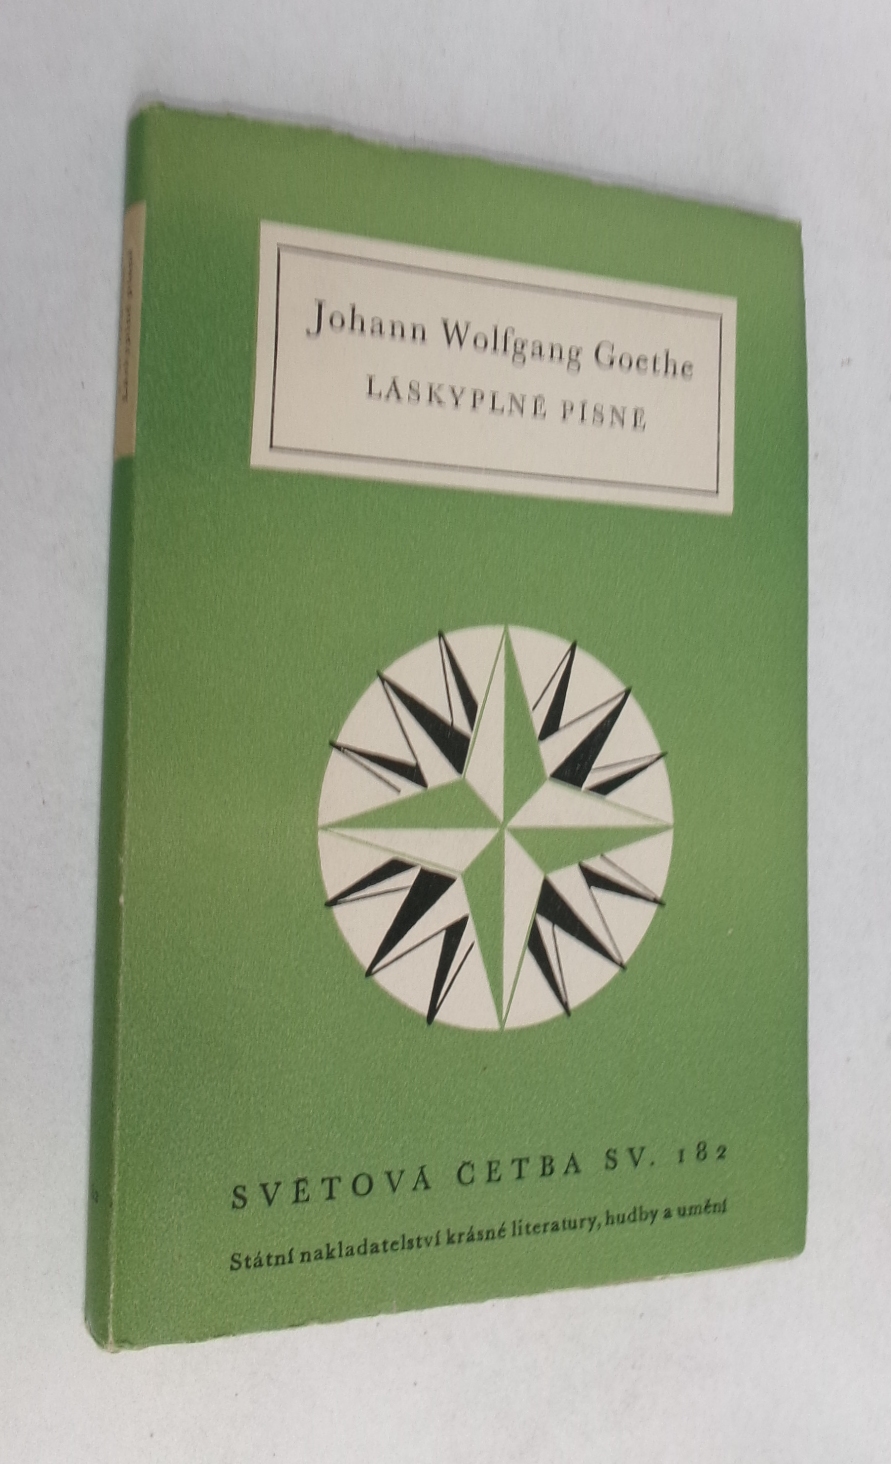 Johann Wolfgang Goethe
LÁSKYPLNÉ PÍSNĚ
SVĚTOVÁ ČETBA SV. 182
Státní nakladatelství krásné literatury, hudby a umění